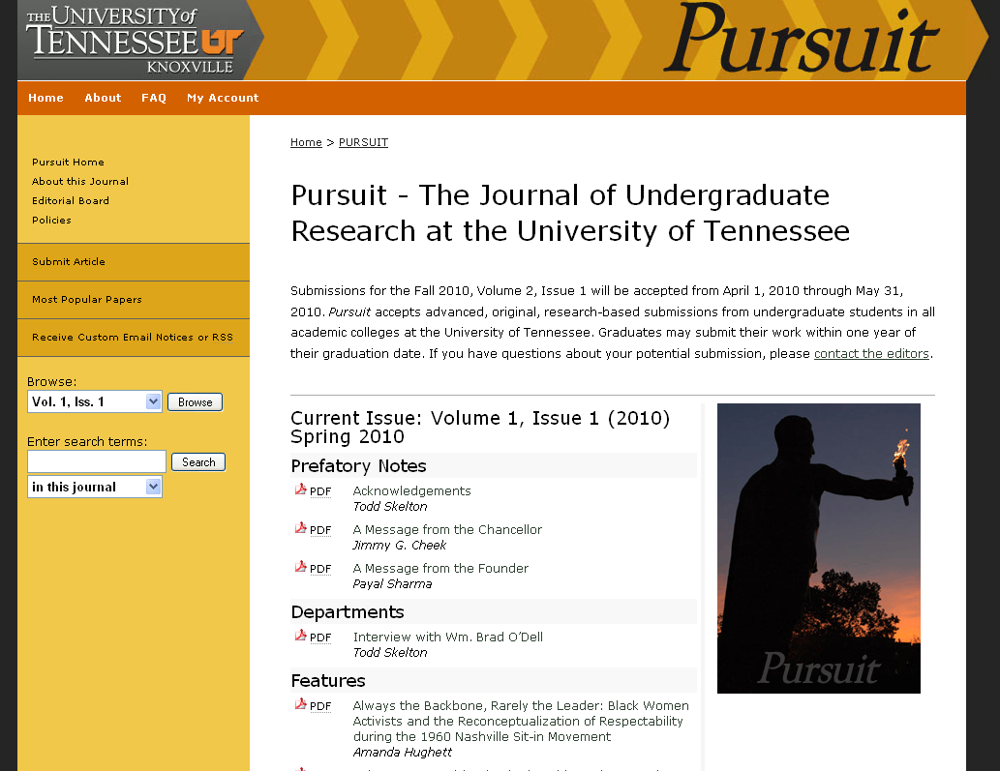 THE UNIVERSITY of
TENNESSEE UT
KNOXVILLE
Pursuit
Home About FAQ My Account
Pursuit Home
About this Journal
Editorial Board
Policies
Submit Article
Most Popular Papers
Receive Custom Email Notices or RSS
Browse:
Vol. 1, Iss. 1 Browse
Enter search terms:
Search
in this journal
Home > PURSUIT
Pursuit - The Journal of Undergraduate
Research at the University of Tennessee
Submissions for the Fall 2010, Volume 2, Issue 1 will be accepted from April 1, 2010 through May 31,
2010. Pursuit accepts advanced, original, research-based submissions from undergraduate students in all
academic colleges at the University of Tennessee. Graduates may submit their work within one year of
their graduation date. If you have questions about your potential submission, please contact the editors.
Current Issue: Volume 1, Issue 1 (2010)
Spring 2010
Prefatory Notes
PDF Acknowledgements
Todd Skelton
PDF A Message from the Chancellor
Jimmy G. Cheek
PDF A Message from the Founder
Payal Sharma
Departments
PDF Interview with Wm. Brad O’Dell
Todd Skelton
Features
PDF Always the Backbone, Rarely the Leader: Black Women
Activists and the Reconceptualization of Respectability
during the 1960 Nashville Sit-in Movement
Amanda Hughett
Pursuit